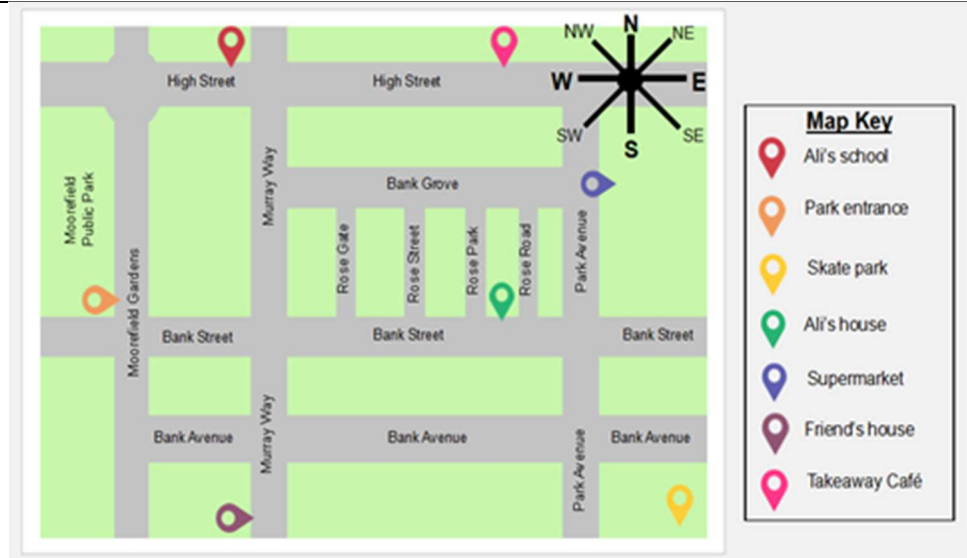 N
NW
NE
W
E
SW
SE
S
High Street
High Street
Moorefield
Public Park
Murray Way
Bank Grove
Moorefield Gardens
Rose Gate
Rose Street
Rose Park
Rose Road
Park Avenue
Bank Street
Bank Street
Bank Street
Bank Avenue
Murray Way
Bank Avenue
Park Avenue
Bank Avenue
Map Key
Ali's school
Park entrance
Skate park
Ali's house
Supermarket
Friend's house
Takeaway Café